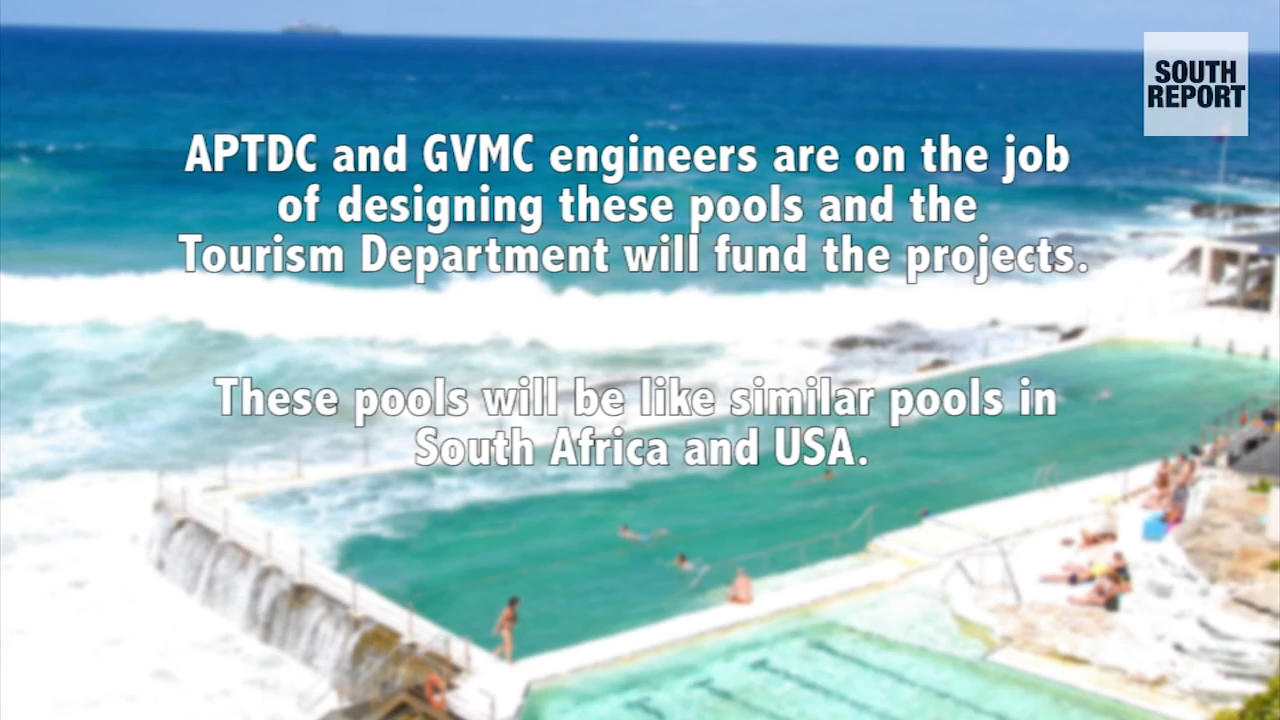 SOUTH
REPORT
APTDC and GVMC engineers are on the job
of designing these pools and the
Tourism Department will fund the projects.
These pools will be like similar pools in
South Africa and USA.